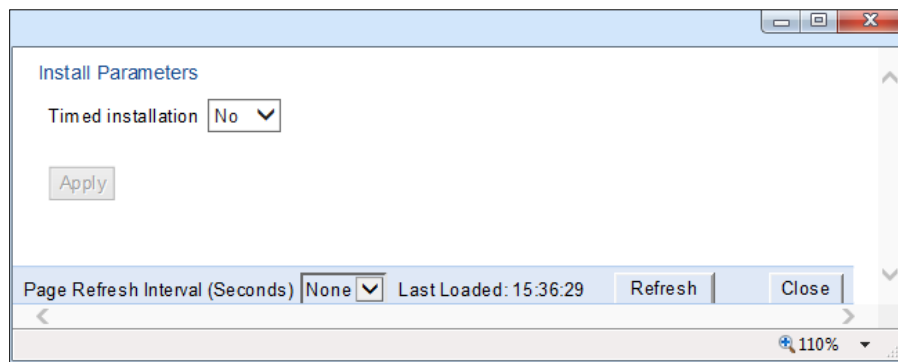 Install Parameters
Timed installation No
Apply
Page Refresh Interval (Seconds) None Last Loaded: 15:36:29 Refresh Close
110%